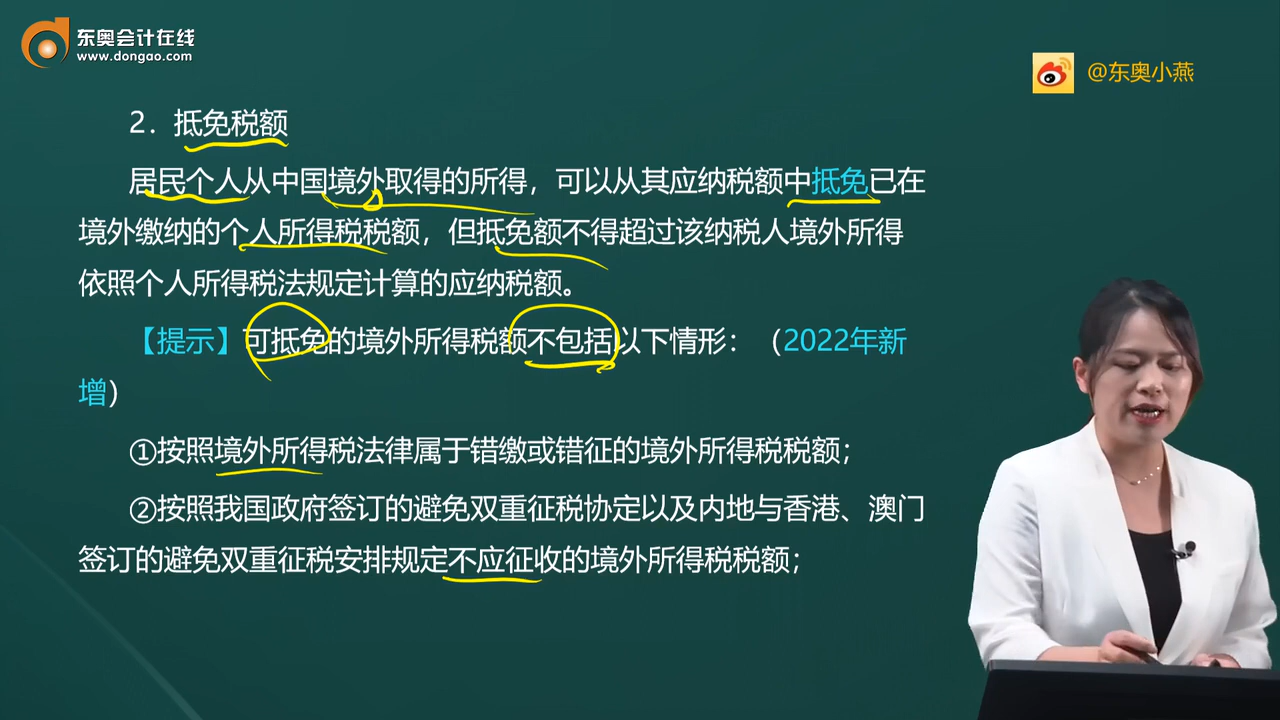 东奥会计在线
www.dongao.com
@东奥小燕
2．抵免税额
居民个人从中国境外取得的所得，可以从其应纳税额中抵免已在
境外缴纳的个人所得税税额，但抵免额不得超过该纳税人境外所得
依照个人所得税法规定计算的应纳税额。
【提示】可抵免的境外所得税额不包括以下情形：（2022年新
增）
①按照境外所得税法律属于错缴或错征的境外所得税税额；
②按照我国政府签订的避免双重征税协定以及内地与香港、澳门
签订的避免双重征税安排规定不应征收的境外所得税税额；